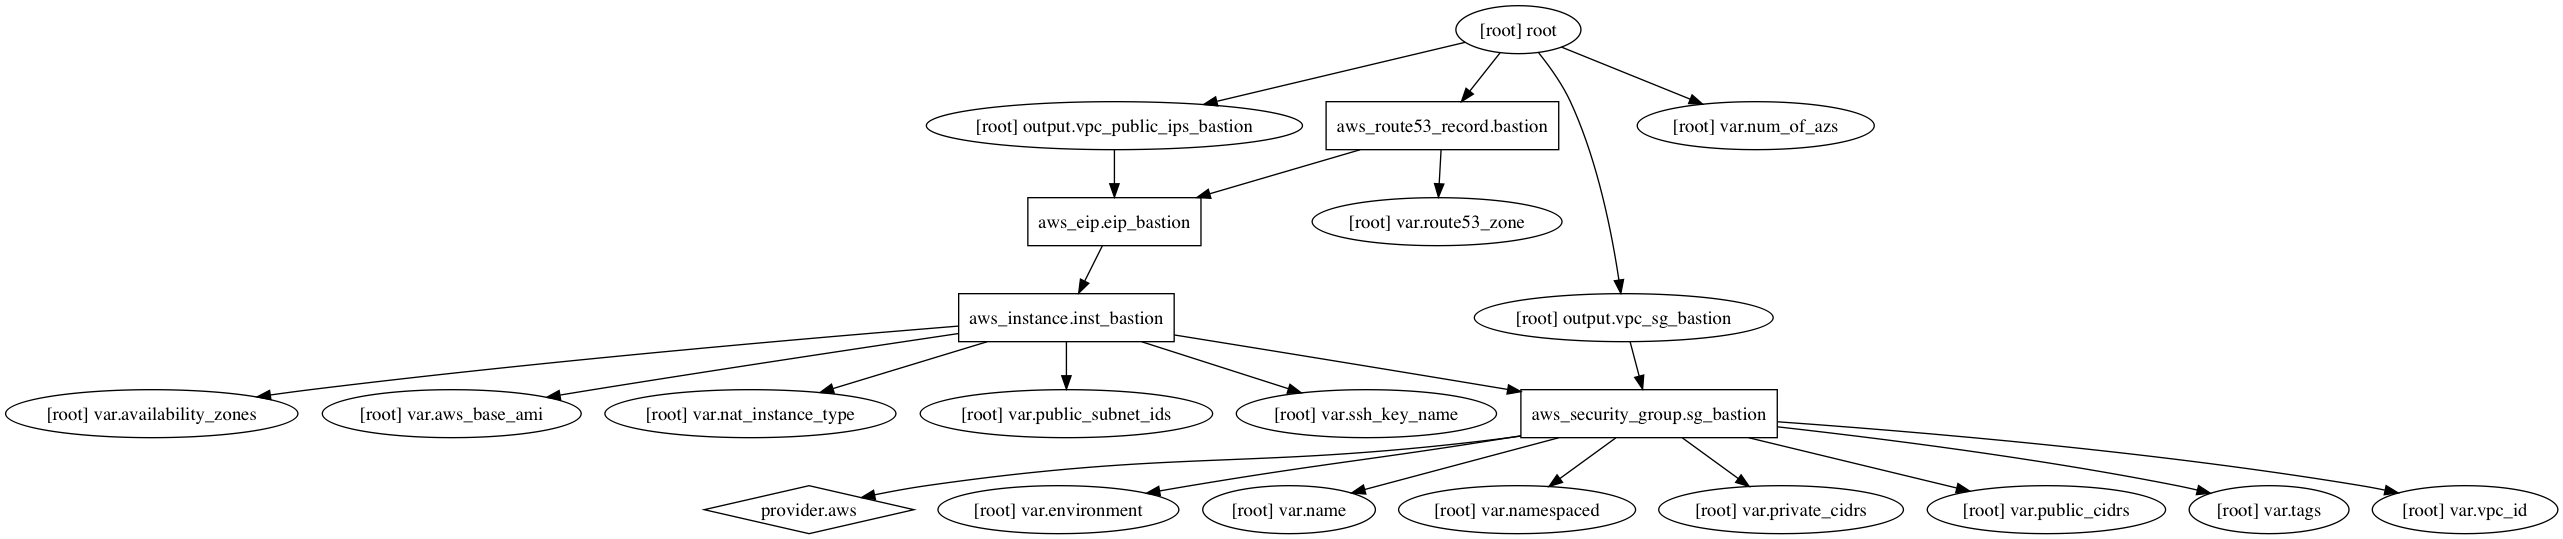 [root] root
[root] output.vpc_public_ips_bastion
aws_route53_record.bastion
[root] var.num_of_azs
aws_eip.eip_bastion
[root] var.route53_zone
aws_instance.inst_bastion
[root] output.vpc_sg_bastion
[root] var.availability_zones
[root] var.aws_base_ami
[root] var.nat_instance_type
[root] var.public_subnet_ids
[root] var.ssh_key_name
aws_security_group.sg_bastion
provider.aws
[root] var.environment
[root] var.name
[root] var.namespaced
[root] var.private_cidrs
[root] var.public_cidrs
[root] var.tags
[root] var.vpc_id